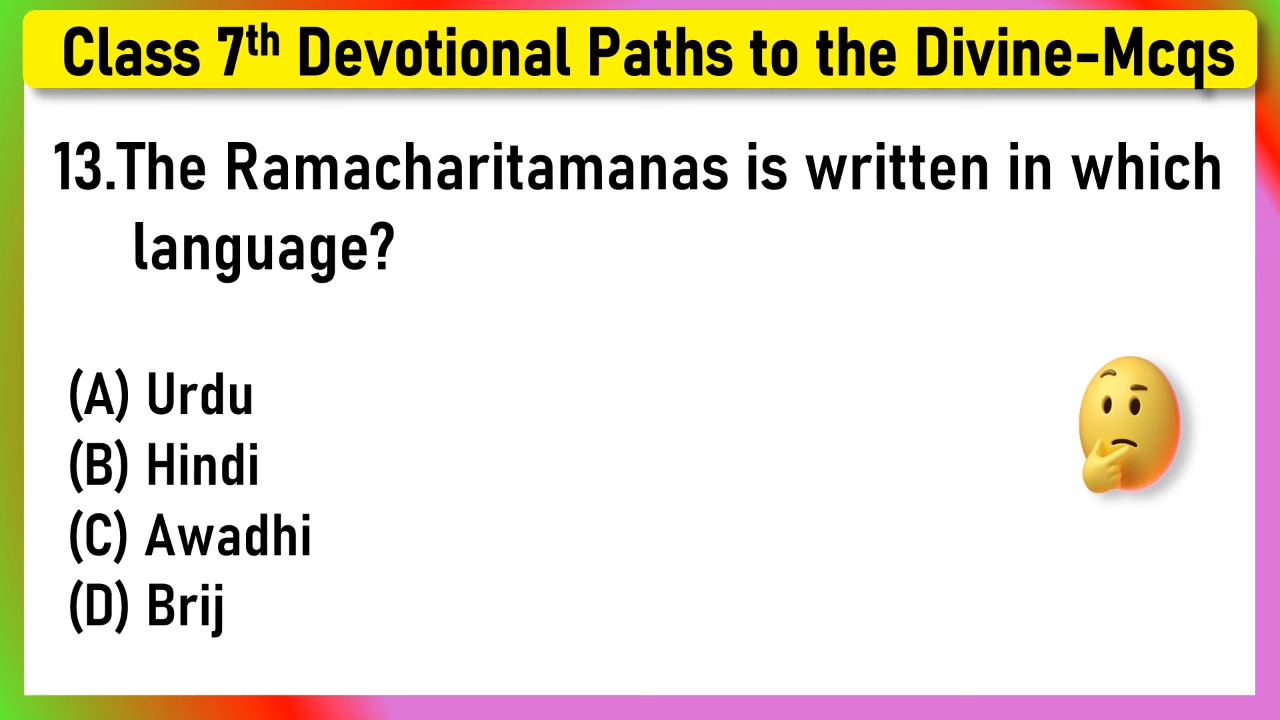 Class 7th Devotional Paths to the Divine-Mcqs
13.The Ramacharitamanas is written in which
language?
(A) Urdu
(B) Hindi
(C) Awadhi
(D) Brij